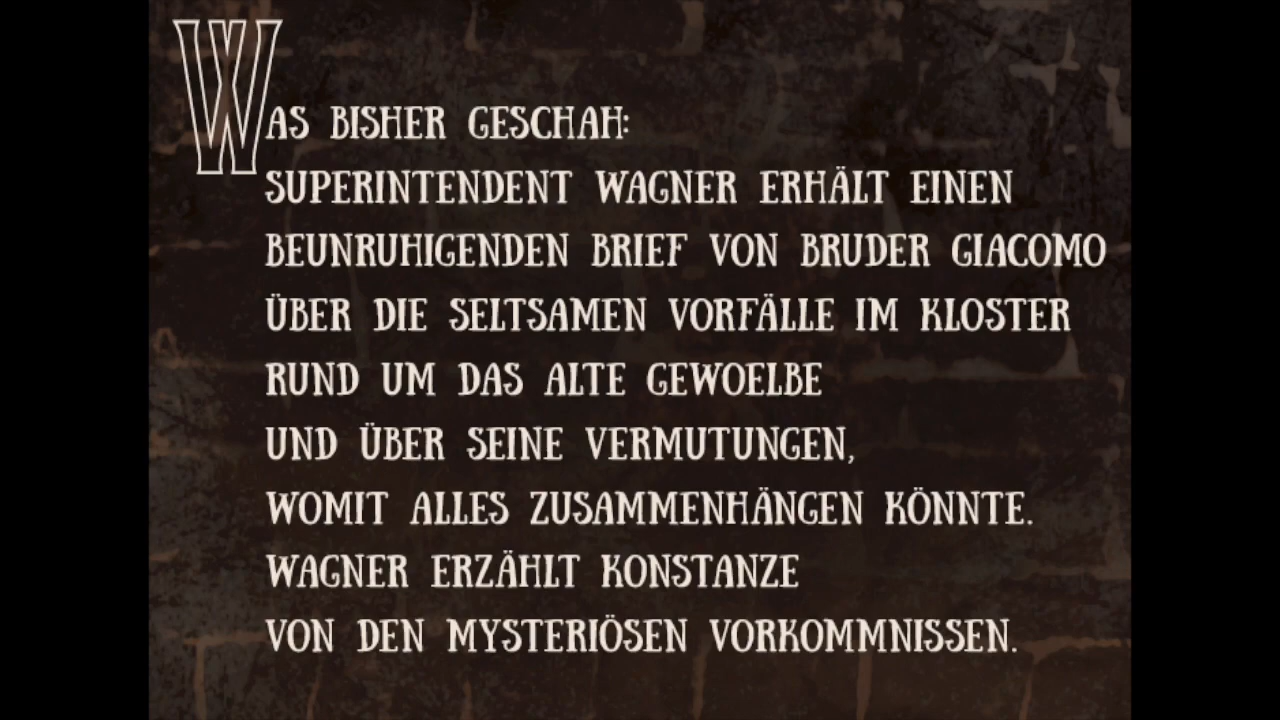 WAS BISHER GESCHAH:
SUPERINTENDENT WAGNER ERHÄLT EINEN
BEUNRUHIGENDEN BRIEF VON BRUDER GIACOMO
ÜBER DIE SELTSAMEN VORFÄLLE IM KLOSTER
RUND UM DAS ALTE GEWOELBE
UND ÜBER SEINE VERMUTUNGEN,
WOMIT ALLES ZUSAMMENHÄNGEN KÖNNTE.
WAGNER ERZÄHLT KONSTANZE
VON DEN MYSTERIÖSEN VORKOMMNISSEN.